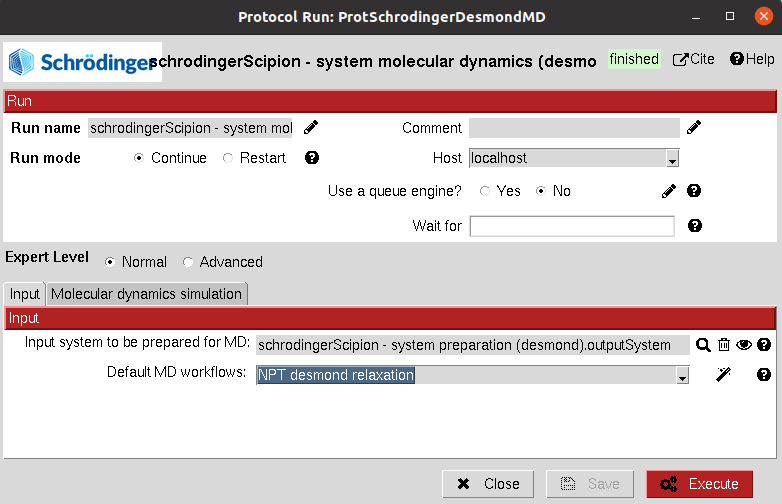 Protocol Run: ProtSchrodingerDesmondMD
Schrödinger schrodingerScipion - system molecular dynamics (desmo finished Cite Help
Run
Run name schrodingerScipion - system mol Comment
Run mode Continue Restart Host localhost
Use a queue engine? Yes No
Wait for
Expert Level Normal Advanced
Input Molecular dynamics simulation
Input
Input system to be prepared for MD: schrodingerScipion - system preparation (desmond).outputSystem
Default MD workflows: NPT desmond relaxation
Close Save Execute